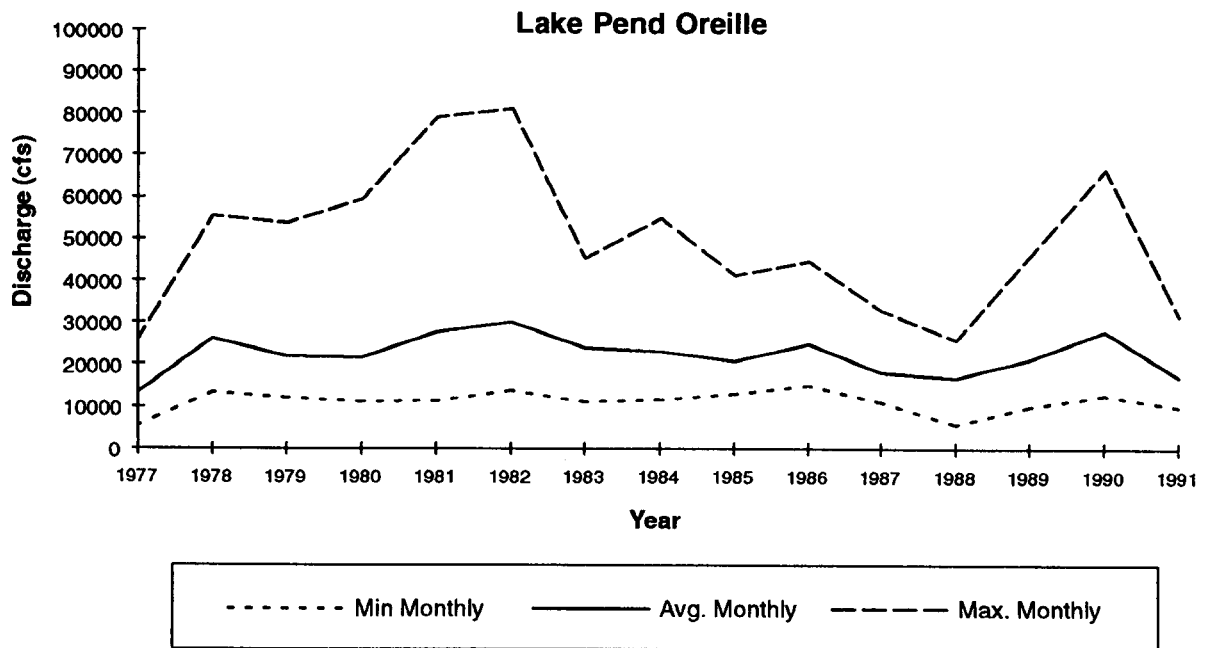 Lake Pend Oreille
100000
90000
80000
70000
60000
50000
40000
30000
20000
10000
0
Discharge (cfs)
1977 1978 1979 1980 1981 1982 1983 1984 1985 1986 1987 1988 1989 1990 1991
Year
Min Monthly Avg. Monthly Max. Monthly